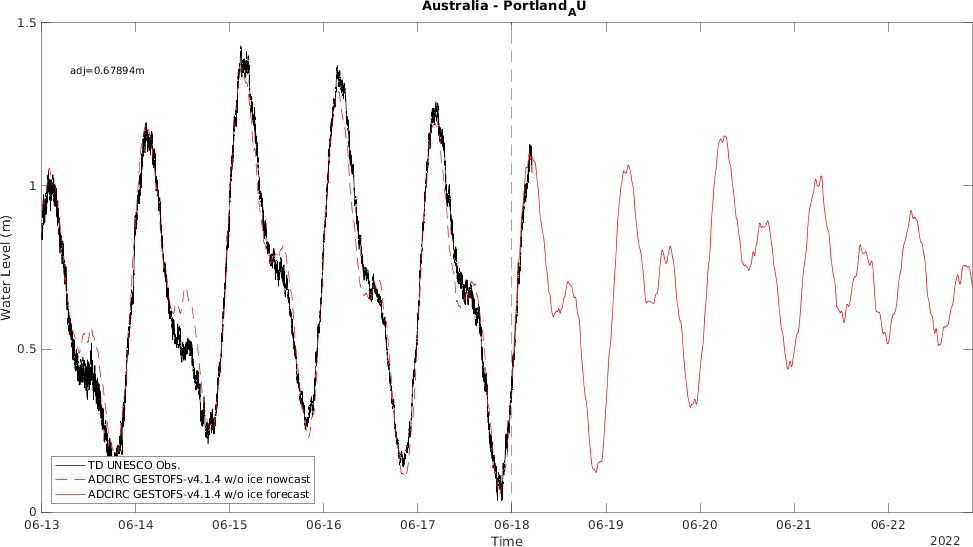 Australia - Portland_AU
1.5
adj=0.67894m
1
Water Level (m)
0.5
TD UNESCO Obs.
ADCIRC GESTOFS-v4.1.4 w/o ice nowcast
ADCIRC GESTOFS-v4.1.4 w/o ice forecast
0
06-13 06-14 06-15 06-16 06-17 06-18 06-19 06-20 06-21 06-22
Time
2022